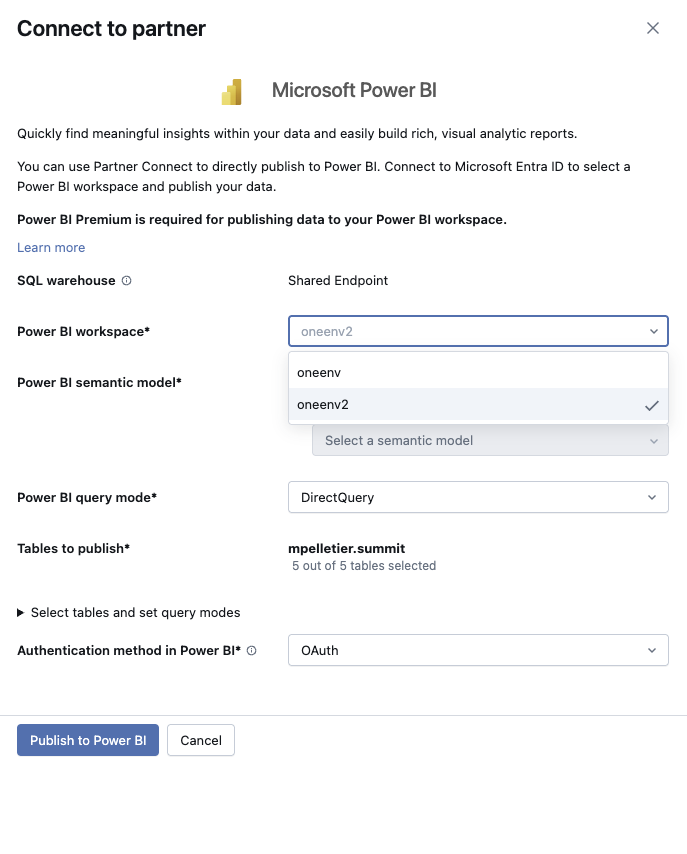 Connect to partner
Microsoft Power BI
Quickly find meaningful insights within your data and easily build rich, visual analytic reports.
You can use Partner Connect to directly publish to Power BI. Connect to Microsoft Entra ID to select a
Power BI workspace and publish your data.
Power BI Premium is required for publishing data to your Power BI workspace.
Learn more
SQL warehouse
Shared Endpoint
Power BI workspace*
oneenv2
oneenv
oneenv2
Power BI semantic model*
Select a semantic model
Power BI query mode*
DirectQuery
Tables to publish*
mpelletier.summit
5 out of 5 tables selected
Select tables and set query modes
Authentication method in Power BI*
OAuth
Publish to Power BI
Cancel